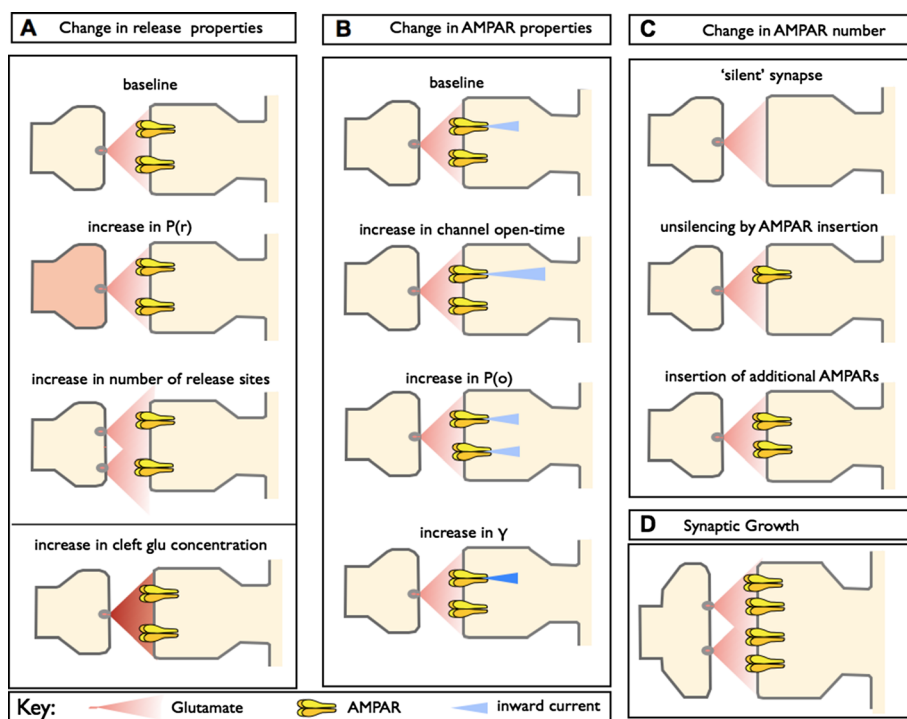 A Change in release properties
baseline
increase in P(r)
increase in number of release sites
increase in cleft glu concentration
B Change in AMPAR properties
baseline
increase in channel open-time
increase in P(o)
increase in γ
C Change in AMPAR number
‘silent’ synapse
unsilencing by AMPAR insertion
insertion of additional AMPARs
D Synaptic Growth
Key: Glutamate AMPAR inward current